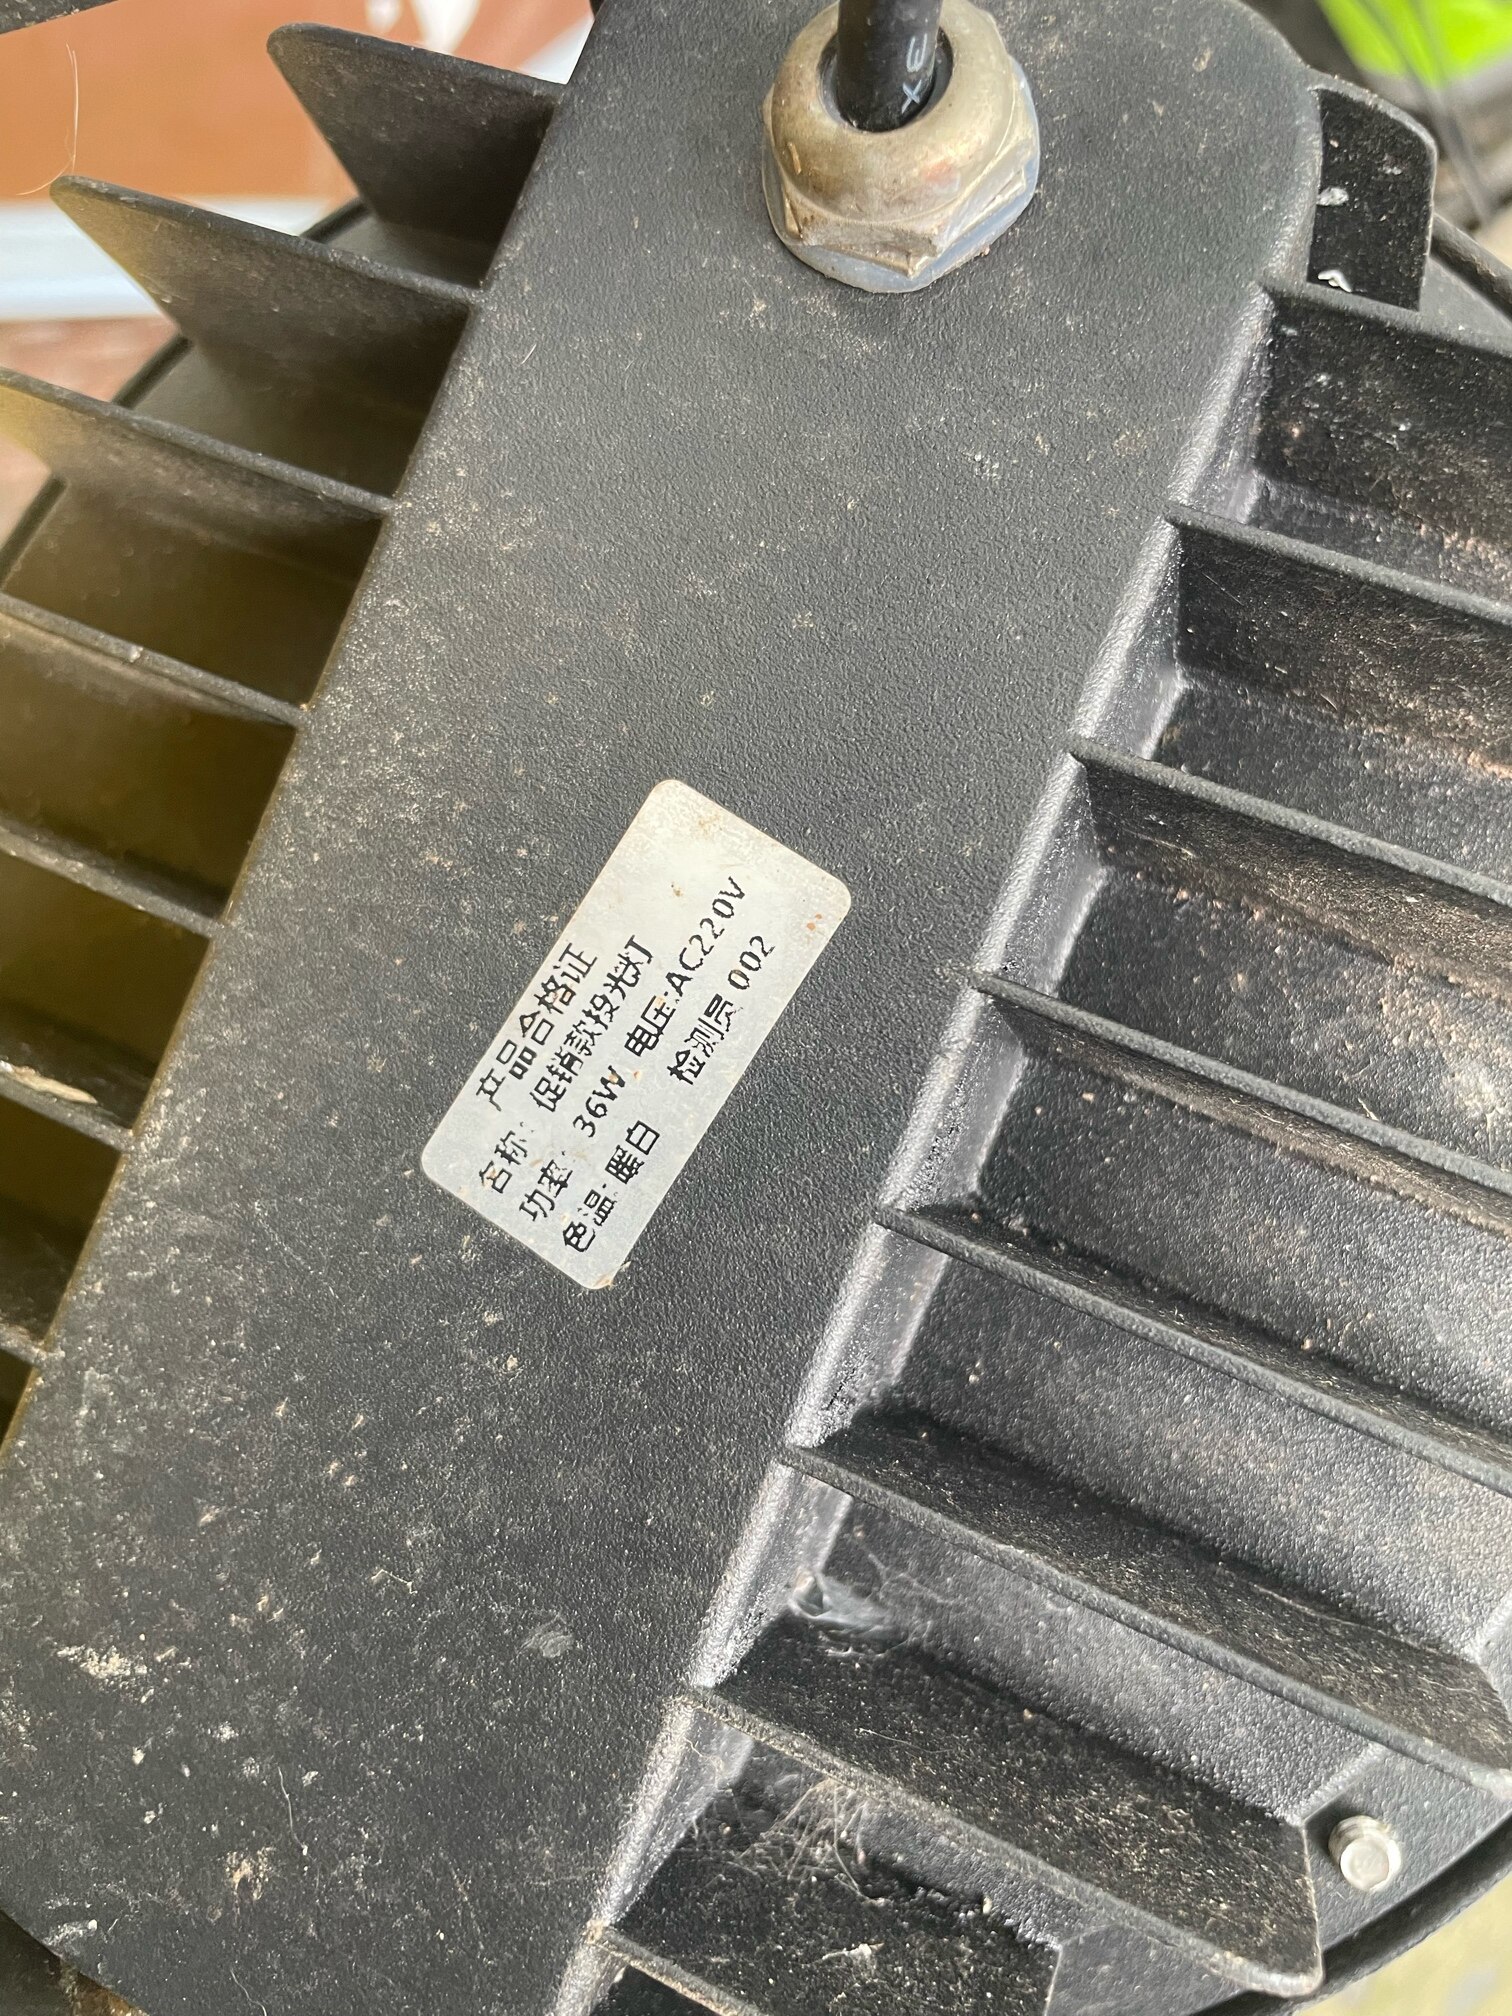 产品合格证
名称: 促销款投光灯
功率: 36W 电压:AC220V
色温: 暖白 检测员 002